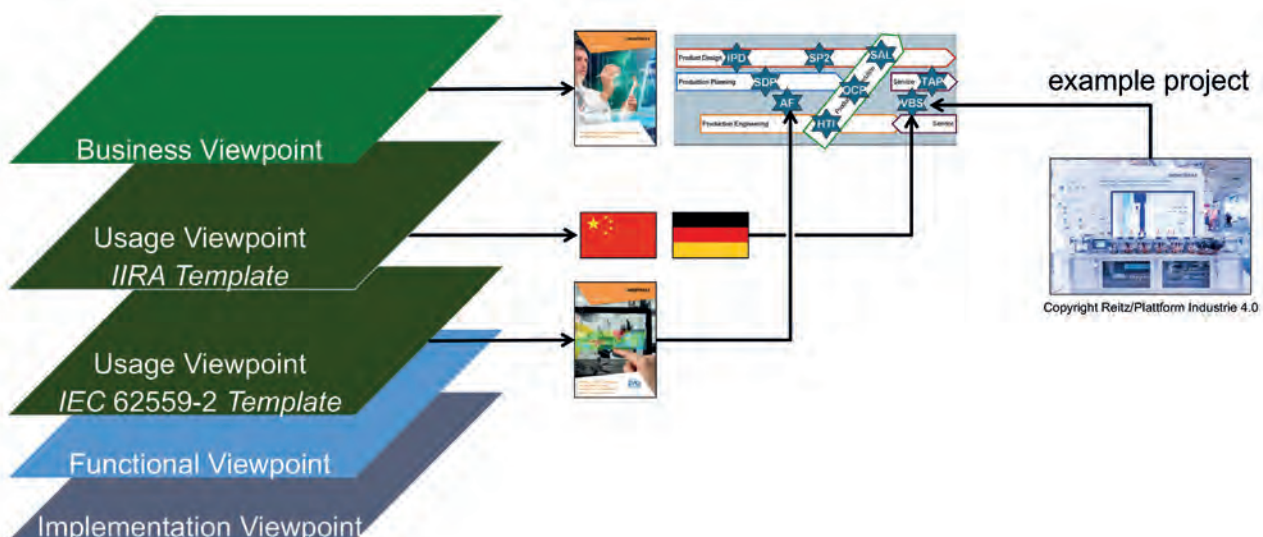 Business Viewpoint
Usage Viewpoint
IIRA Template
Usage Viewpoint
IEC 62559-2 Template
Functional Viewpoint
Implementation Viewpoint
Product Design
IPD
SP2
SAL
Production Planning
SDP
OCP
Service
TAP
AF
VBS
Production Engineering
HTI
Service
example project
Copyright Reitz/Plattform Industrie 4.0